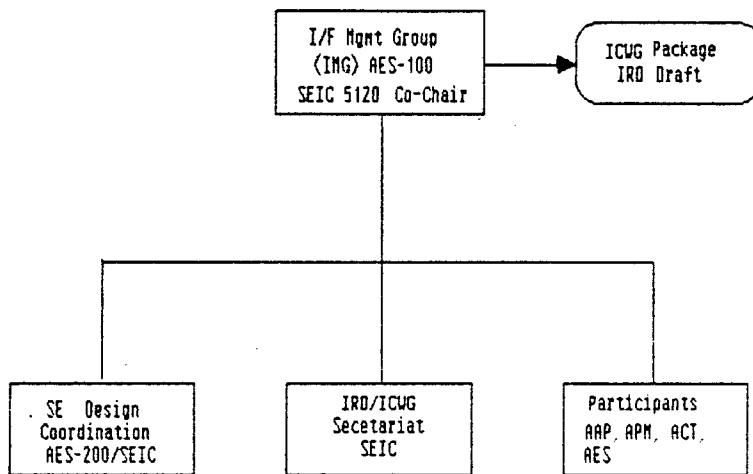 I/F Mgmt Group
(IMG) AES-100
SEIC 5120 Co-Chair
ICWG Package
IRD Draft
SE Design
Coordination
AES-200/SEIC
IRD/ICWG
Secetariat
SEIC
Participants
AAP, APM, ACT,
AES